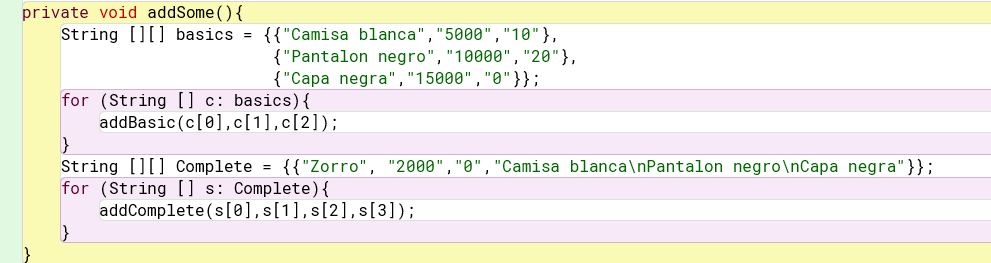 private void addSome(){
String [][] basics = {{"Camisa blanca","5000","10"},
{"Pantalon negro","10000","20"},
{"Capa negra","15000","0"}};
for (String [] c: basics){
addBasic(c[0],c[1],c[2]);
}
String [][] Complete = {{"Zorro", "2000","0","Camisa blanca\nPantalon negro\nCapa negra"}};
for (String [] s: Complete){
addComplete(s[0],s[1],s[2],s[3]);
}
}